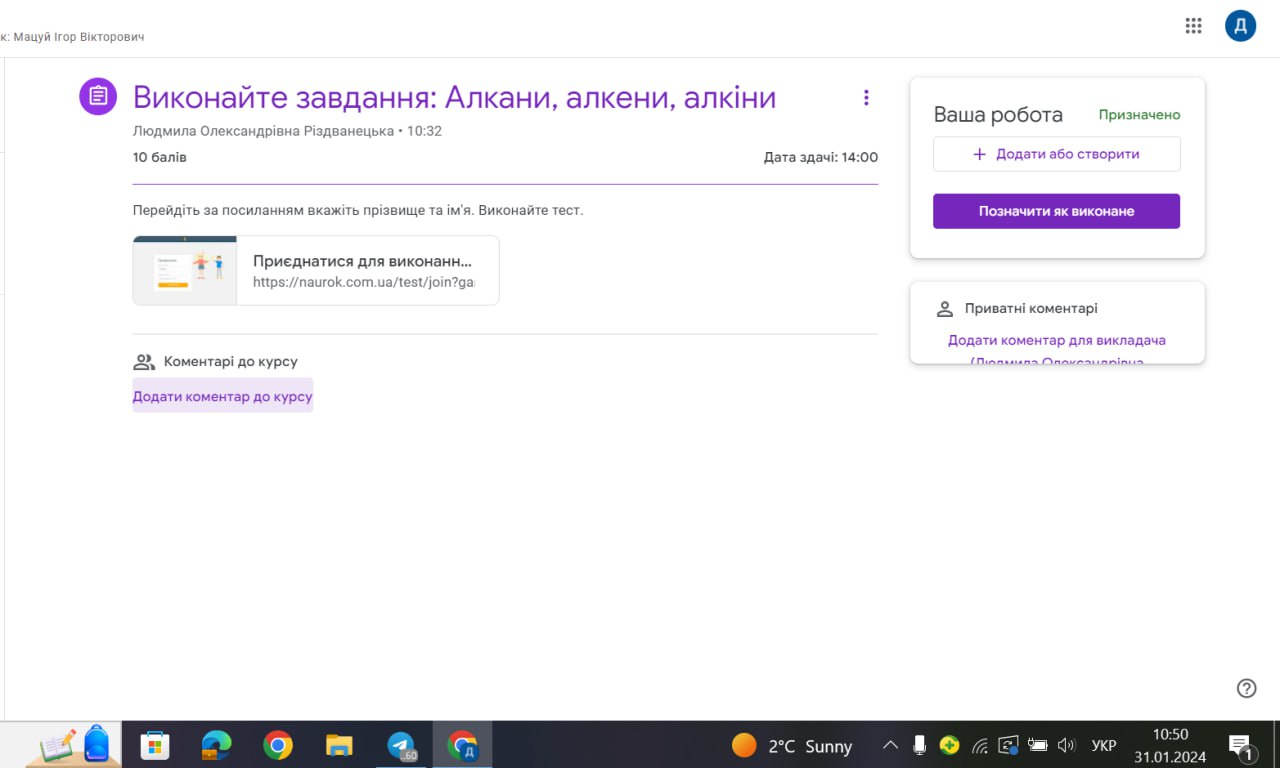 к: Мацуй Ігор Вікторович
Д
Виконайте завдання: Алкани, алкени, алкіни
Людмила Олександрівна Різдванецька • 10:32
10 балів
Дата здачі: 14:00
Перейдіть за посиланням вкажіть прізвище та ім'я. Виконайте тест.
Приєднатися для виконанн...
https://naurok.com.ua/test/join?ga
Коментарі до курсу
Додати коментар до курсу
Ваша робота
Призначено
+ Додати або створити
Позначити як виконане
Приватні коментарі
Додати коментар для викладача
(Людмила Олександрівна
60
Д
2°C Sunny
УКР
10:50
31.01.2024
1